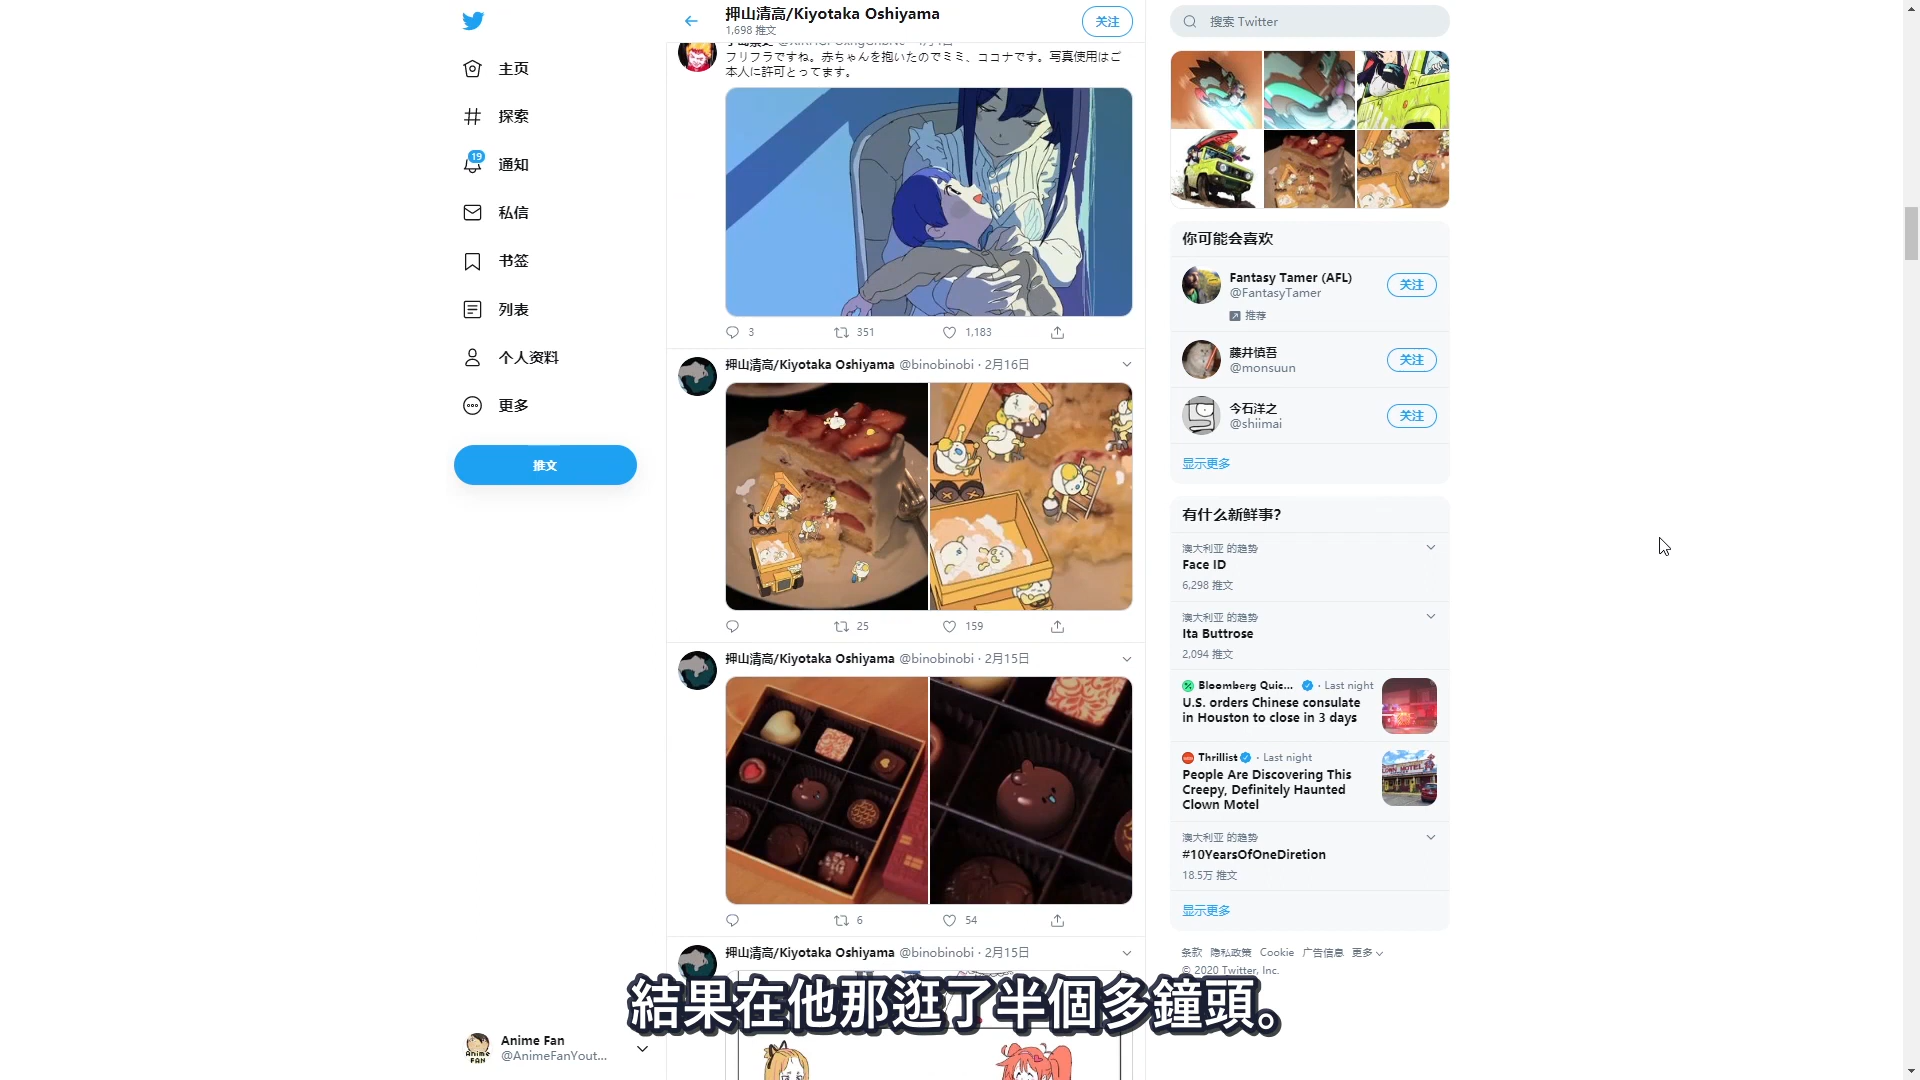 主页
探索
19
通知
私信
书签
列表
个人资料
更多
推文
Anime Fan
@AnimeFanYout...
押山清高/Kiyotaka Oshiyama
1,698 推文
关注
フリフラですね。赤ちゃんを抱いたのでミミ、ココナです。写真使用はご
本人に許可とってます。
3
351
1,183
押山清高/Kiyotaka Oshiyama @binobinobi · 2月16日
25
159
押山清高/Kiyotaka Oshiyama @binobinobi · 2月15日
6
54
押山清高/Kiyotaka Oshiyama @binobinobi · 2月15日
搜索 Twitter
你可能会喜欢
Fantasy Tamer (AFL)
@FantasyTamer
推荐
关注
藤井慎吾
@monsuun
关注
今石洋之
@shiimai
关注
显示更多
有什么新鲜事?
澳大利亚 的趋势
Face ID
6,298 推文
澳大利亚 的趋势
Ita Buttrose
2,094 推文
Bloomberg Quic... · Last night
U.S. orders Chinese consulate
in Houston to close in 3 days
Thrillist · Last night
People Are Discovering This
Creepy, Definitely Haunted
Clown Motel
澳大利亚 的趋势
#10YearsOfOneDiretion
18.5万 推文
显示更多
条款 隐私政策 Cookie 广告信息 更多
© 2020 Twitter, Inc.
結果在他那逛了半個多鐘頭。